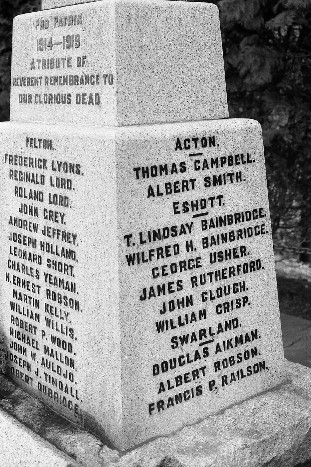 PRO PATRIA
1914–1919
A TRIBUTE OF
REVERENT REMEMBRANCE TO
OUR GLORIOUS DEAD
FELTON.
FREDERICK LYONS.
REGINALD LORD.
ROLAND LORD.
JOHN GREY.
ANDREW JEFFREY.
JOSEPH HOLLAND.
LEONARD SHORT.
CHARLES YEAMAN.
H. ERNEST ROBSON.
MARTIN KELLY.
WILLIAM WILLIS.
ROBERT P. WOOD.
MICHAEL MALLON.
JOHN W. AULDJO.
JOSEPH J. TINDALL.
ROBERT DUBRIDGE.
ACTON.
THOMAS CAMPBELL.
ALBERT SMITH.
ESHOTT.
T. LINDSAY BAINBRIDGE.
WILFRED H. BAINBRIDGE.
GEORGE USHER.
JAMES RUTHERFORD.
JOHN CLOUGH.
WILLIAM CRISP.
SWARLAND.
DOUGLAS AIKMAN.
ALBERT ROBSON.
FRANCIS P. RAILSON.